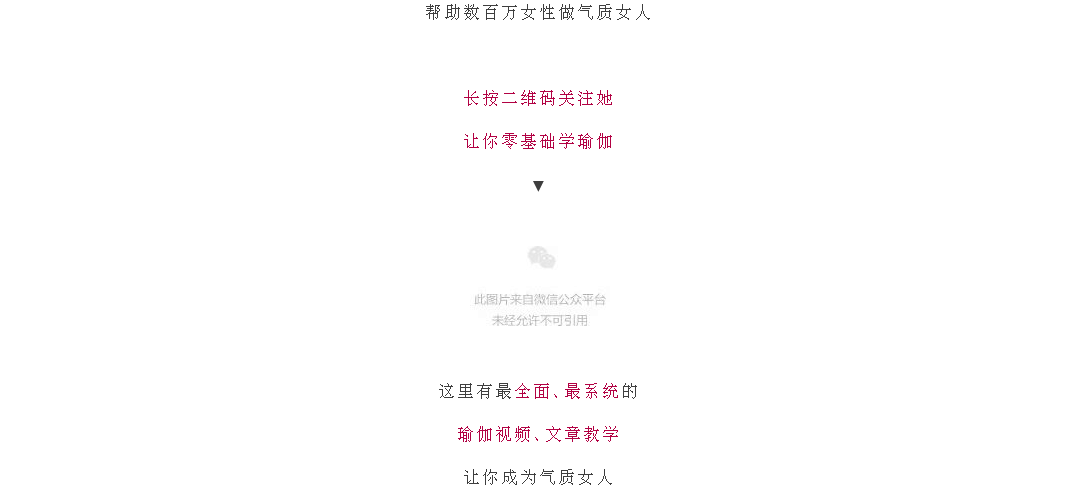 帮助数百万女性做气质女人
长按二维码关注她
让你零基础学瑜伽
▼
此图片来自微信公众平台
未经允许不可引用
这里有最全面、最系统的
瑜伽视频、文章教学
让你成为气质女人